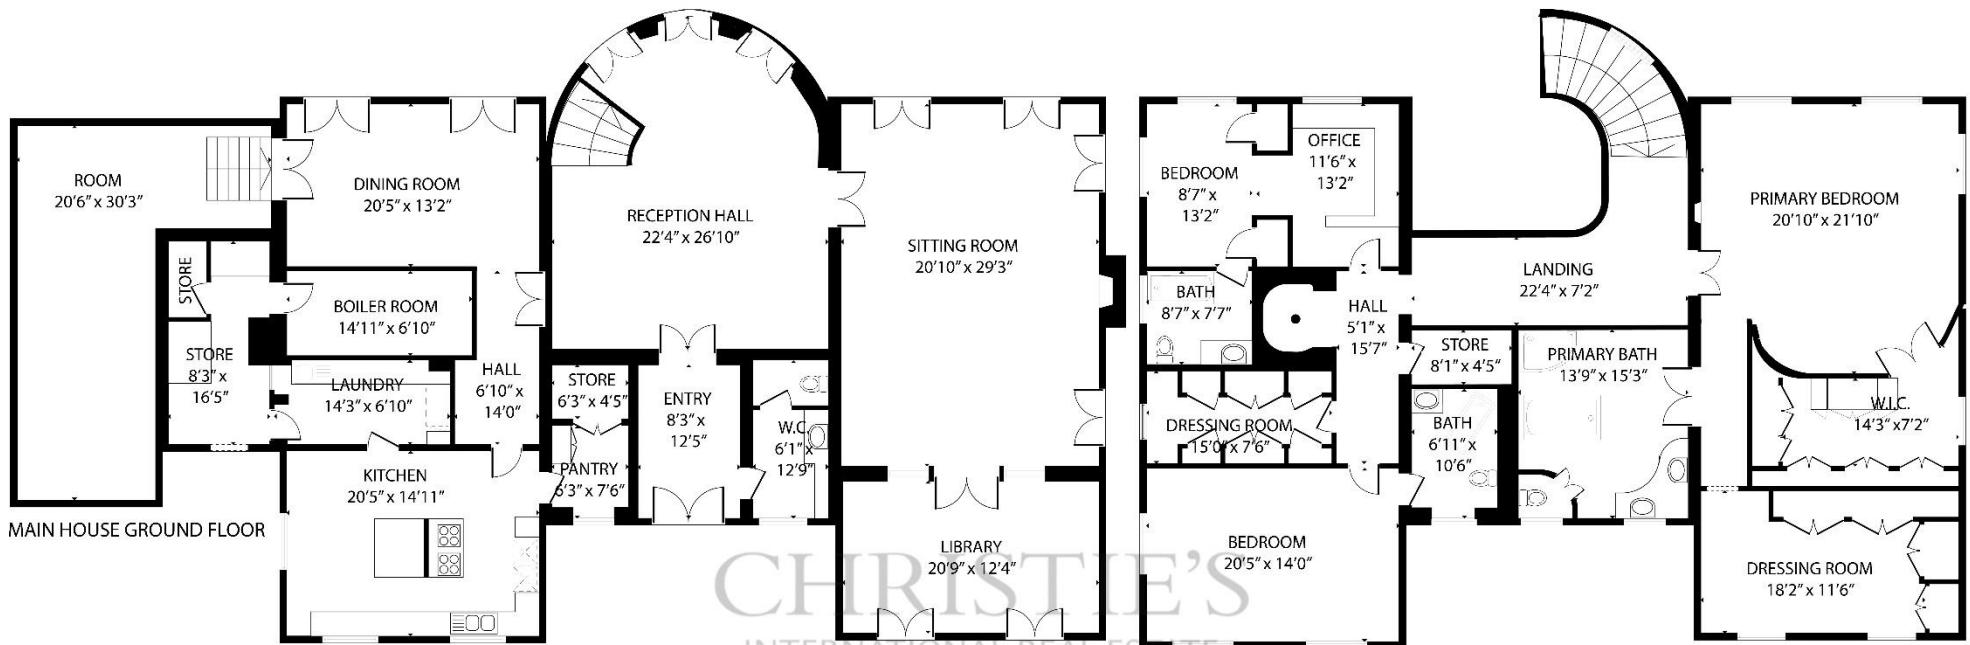 ROOM
20'6" x 30'3"
DINING ROOM
20'5" x 13'2"
STORE
BOILER ROOM
14'11" x 6'10"
STORE
8'3" x
16'5"
LAUNDRY
14'3" x 6'10"
HALL
6'10" x
14'0"
KITCHEN
20'5" x 14'11"
MAIN HOUSE GROUND FLOOR
RECEPTION HALL
22'4" x 26'10"
STORE
6'3" x 4'5"
PANTRY
6'3" x 7'6"
ENTRY
8'3" x
12'5"
W.C.
6'1" x
12'9"
SITTING ROOM
20'10" x 29'3"
LIBRARY
20'9" x 12'4"
BEDROOM
8'7" x
13'2"
OFFICE
11'6" x
13'2"
BATH
8'7" x 7'7"
HALL
5'1" x
15'7"
LANDING
22'4" x 7'2"
STORE
8'1" x 4'5"
DRESSING ROOM
15'0" x 7'6"
BATH
6'11" x
10'6"
PRIMARY BATH
13'9" x 15'3"
BEDROOM
20'5" x 14'0"
PRIMARY BEDROOM
20'10" x 21'10"
W.I.C.
14'3" x 7'2"
DRESSING ROOM
18'2" x 11'6"
CHRISTIE'S
INTERNATIONAL REAL ESTATE